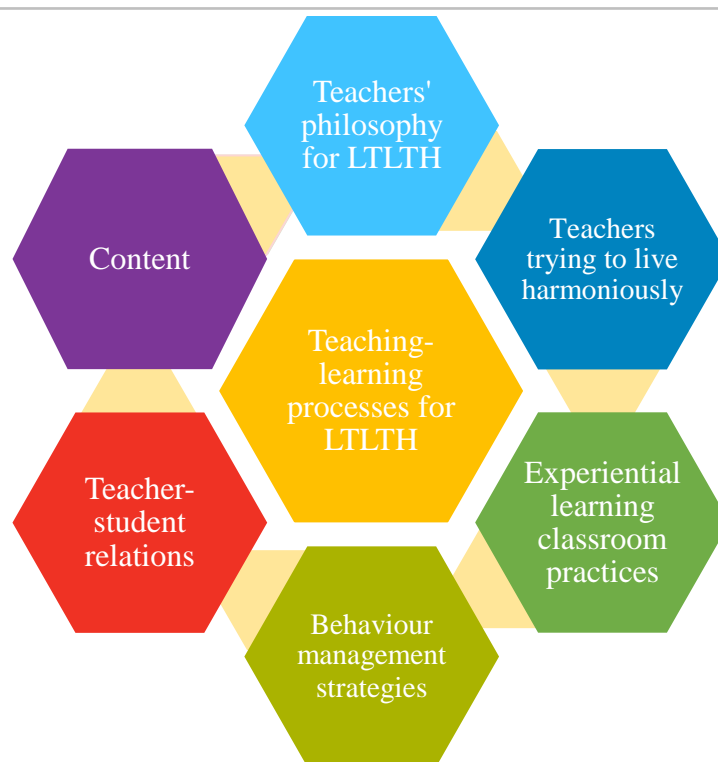 Teachers'
philosophy
for LTLTH
Teachers
trying to live
harmoniously
Content
Teaching-
learning
processes for
LTLTH
Experiential
learning
classroom
practices
Teacher-
student
relations
Behaviour
management
strategies